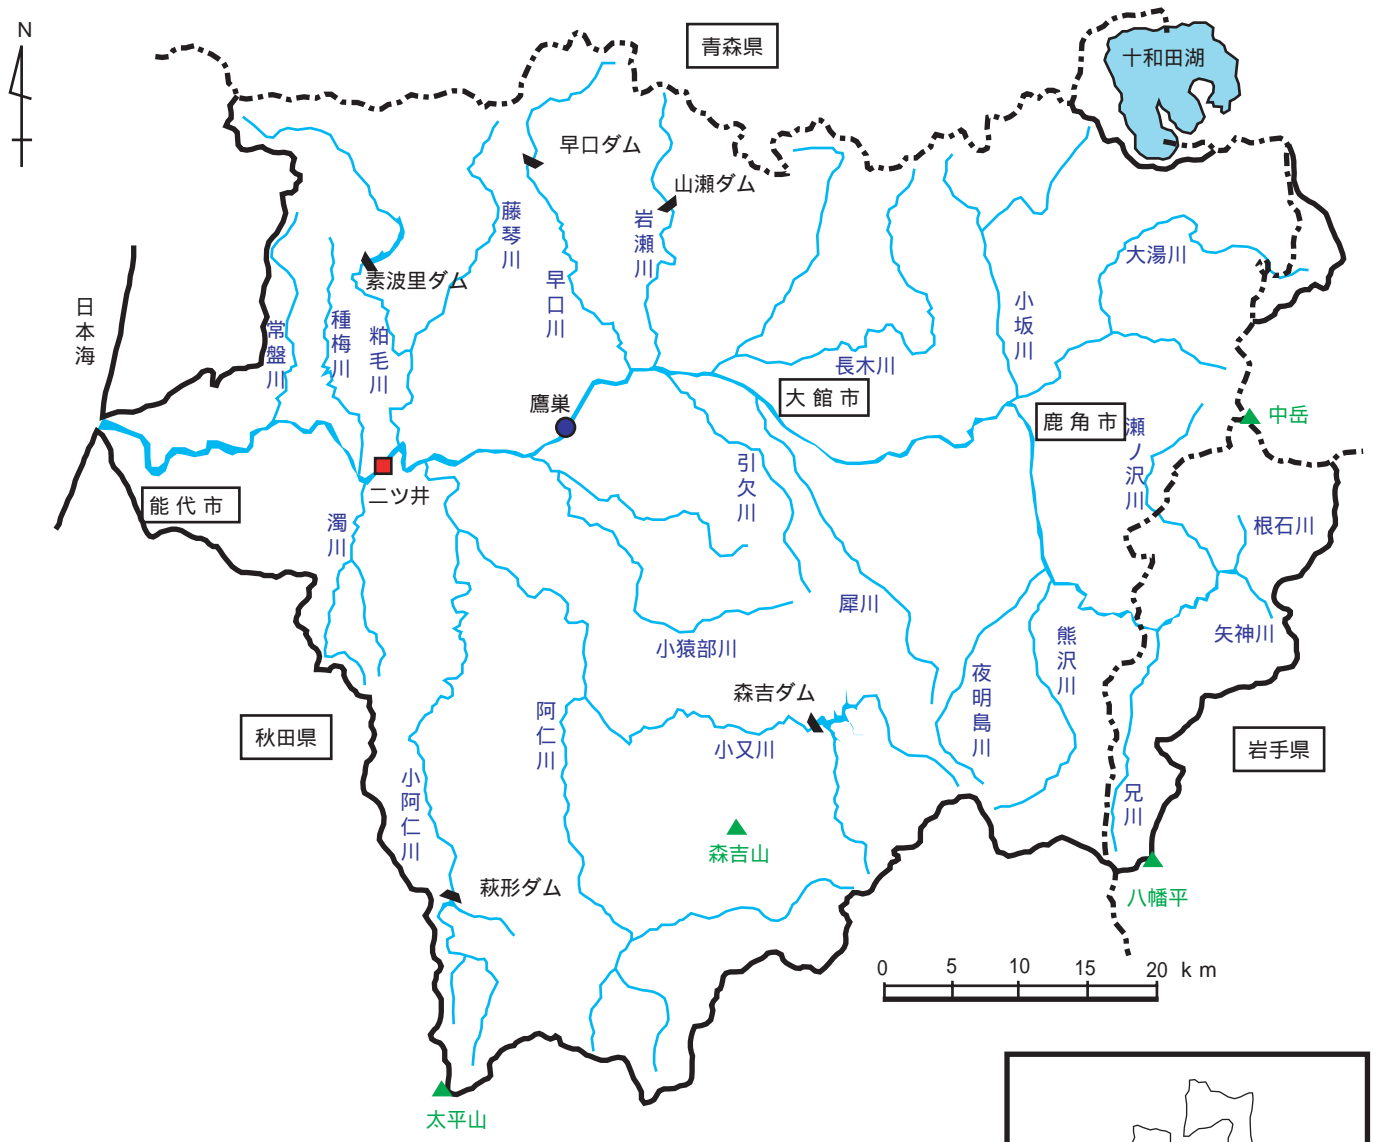 N
青森県
十和田湖
早口ダム
山瀬ダム
藤琴川
岩瀬川
大湯川
素波里ダム
早口川
小坂川
日本海
常盤川
種梅川
粕毛川
長木川
大館市
鷹巣
鹿角市
中岳
瀬ノ沢川
引欠川
二ツ井
能代市
濁川
根石川
犀川
小猿部川
熊沢川
矢神川
夜明島川
森吉ダム
阿仁川
小又川
秋田県
岩手県
小阿仁川
兄川
森吉山
萩形ダム
八幡平
0 5 10 15 20 km
太平山